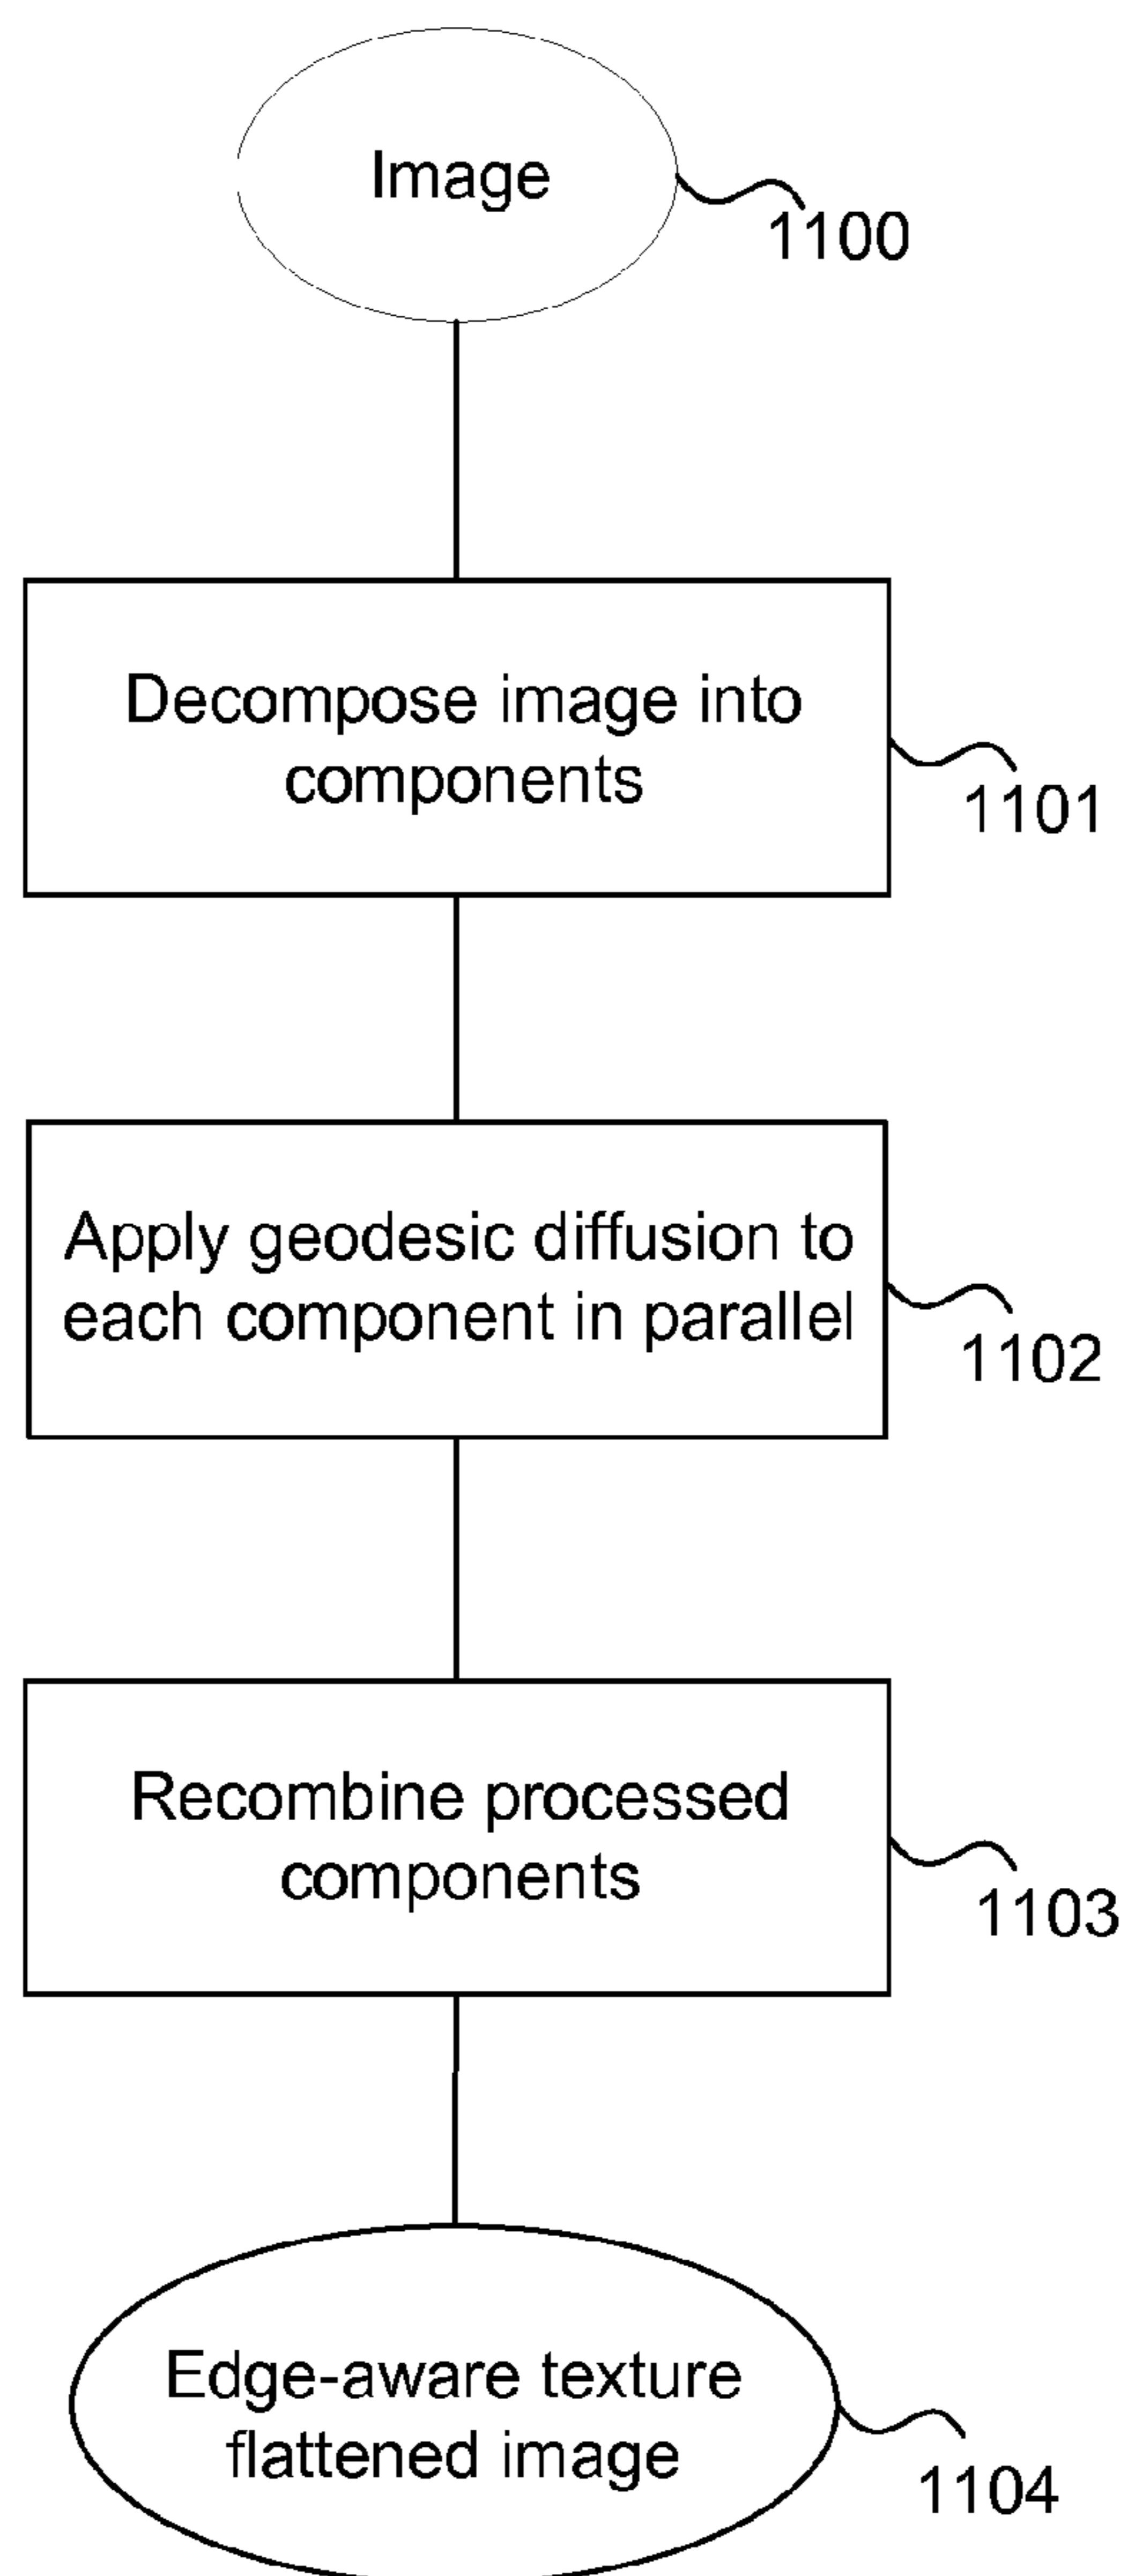 Image
1100
Decompose image into
components
1101
Apply geodesic diffusion to
each component in parallel
1102
Recombine processed
components
1103
Edge-aware texture
flattened image
1104